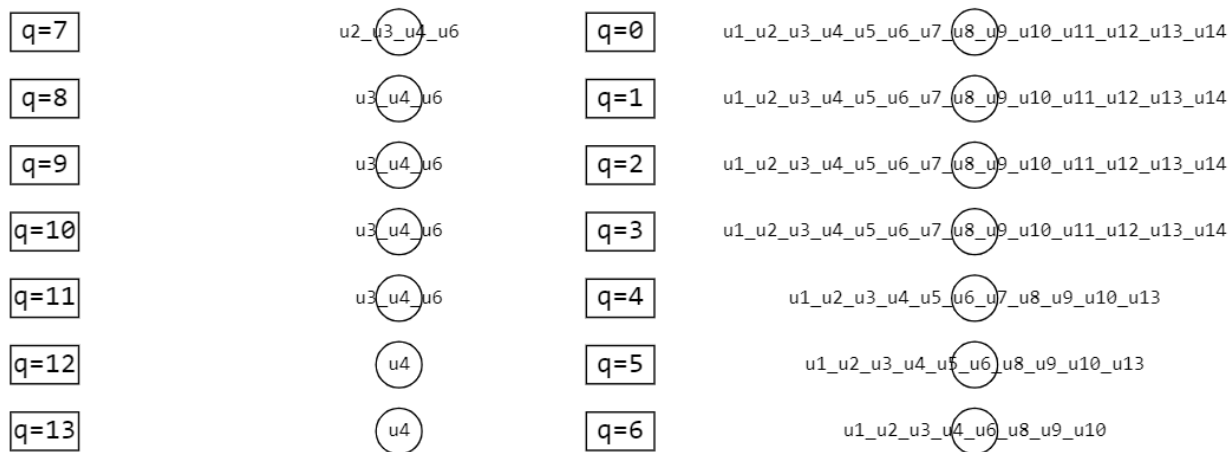 q=7 u2_u3_u4_u6 q=0 u1_u2_u3_u4_u5_u6_u7_u8_u9_u10_u11_u12_u13_u14
q=8 u3_u4_u6 q=1 u1_u2_u3_u4_u5_u6_u7_u8_u9_u10_u11_u12_u13_u14
q=9 u3_u4_u6 q=2 u1_u2_u3_u4_u5_u6_u7_u8_u9_u10_u11_u12_u13_u14
q=10 u3_u4_u6 q=3 u1_u2_u3_u4_u5_u6_u7_u8_u9_u10_u11_u12_u13_u14
q=11 u3_u4_u6 q=4 u1_u2_u3_u4_u5_u6_u7_u8_u9_u10_u13
q=12 u4 q=5 u1_u2_u3_u4_u5_u6_u8_u9_u10_u13
q=13 u4 q=6 u1_u2_u3_u4_u6_u8_u9_u10